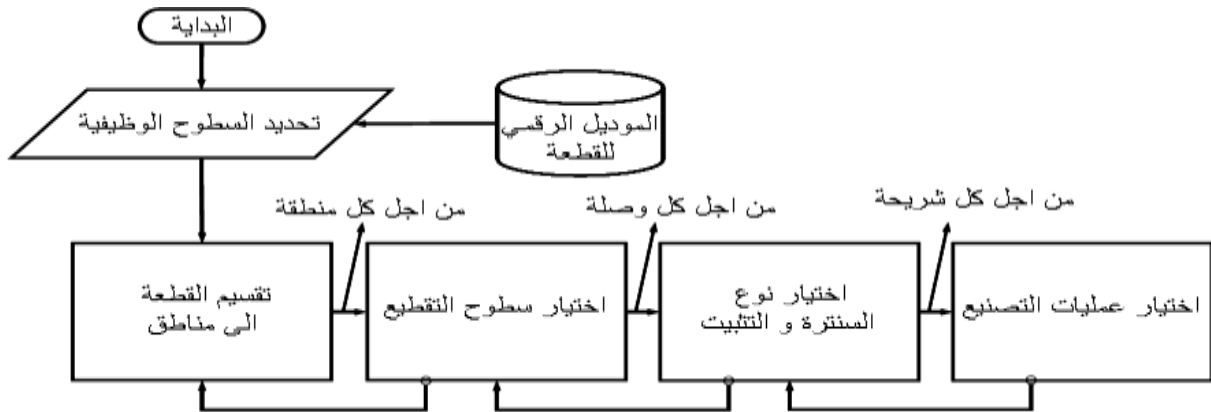 البداية
تحديد السطوح الوظيفية
الموديل الرقمي
للقطعة
من اجل كل منطقة
من اجل كل وصلة
من اجل كل شريحة
تقسيم القطعة
الى مناطق
اختيار سطوح التقطيع
اختيار نوع
السنترة و التثبيت
اختيار عمليات التصنيع